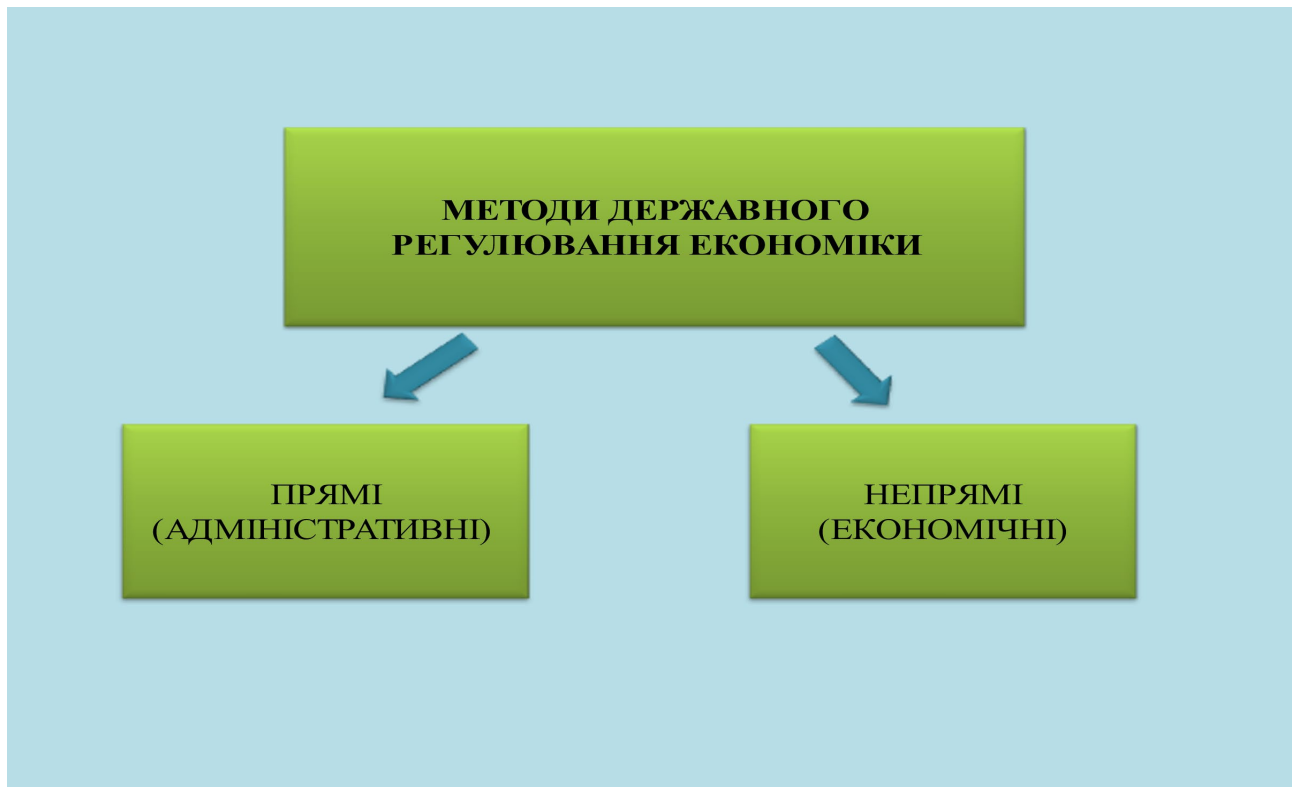 МЕТОДИ ДЕРЖАВНОГО
РЕГУЛЮВАННЯ ЕКОНОМІКИ
ПРЯМІ
(АДМІНІСТРАТИВНІ)
НЕПРЯМІ
(ЕКОНОМІЧНІ)